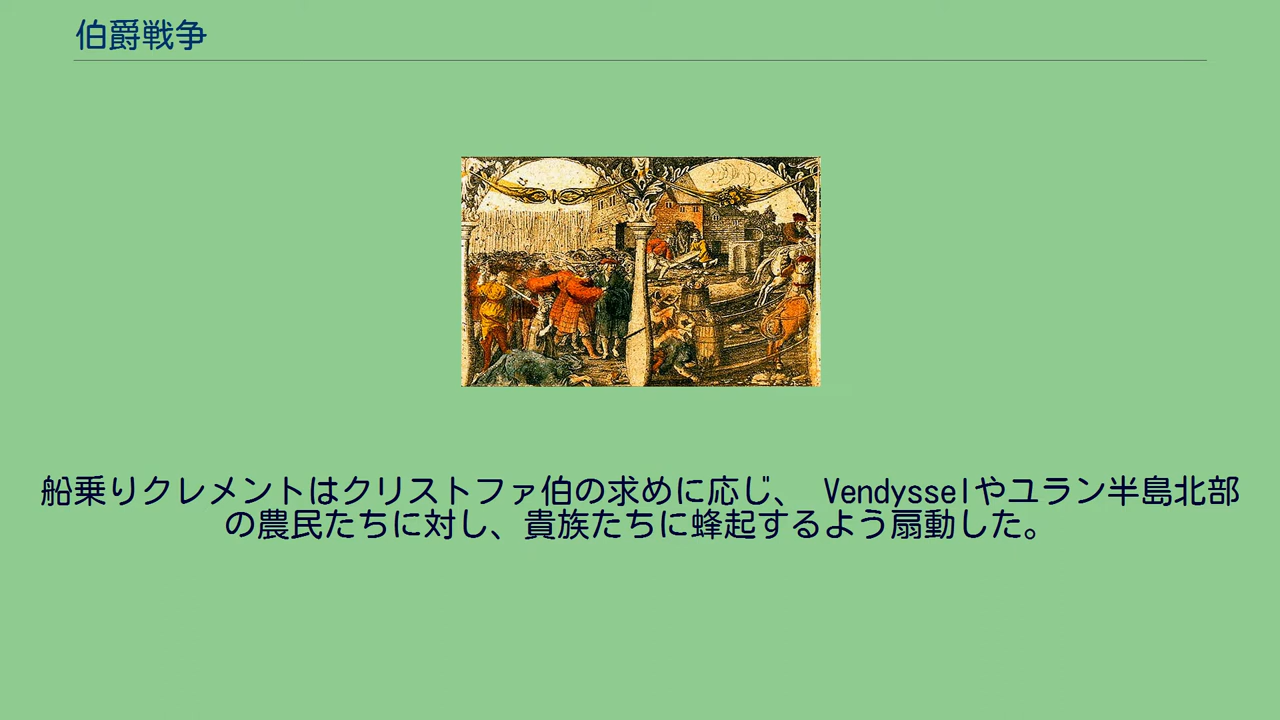 伯爵戦争
船乗りクレメントはクリストファ伯の求めに応じ、 Vendysselやユラン半島北部
の農民たちに対し、貴族たちに蜂起するよう扇動した。